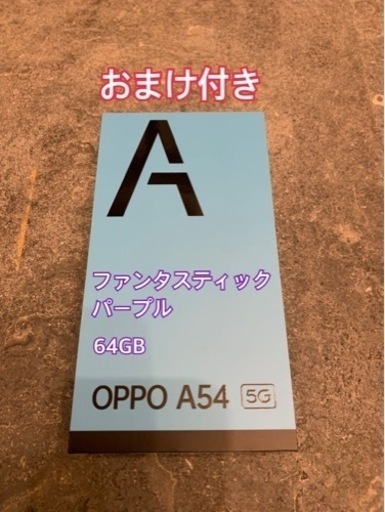 おまけ付き
A
ファンタスティック
パープル
64GB
OPPO A54 5G